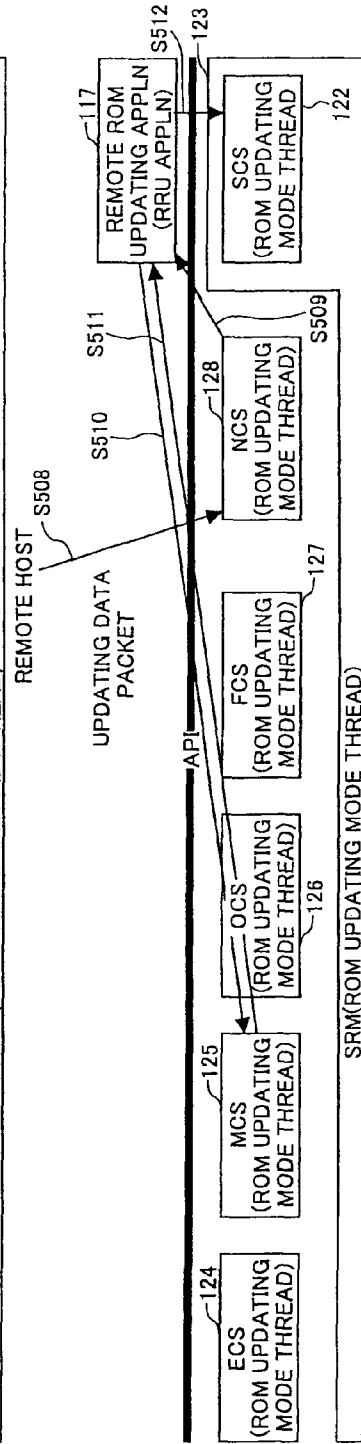 REMOTE HOST
S508
UPDATING DATA
PACKET
S510
S511
117
REMOTE ROM
UPDATING APPLN
(RRU APPLN)
S512
API
123
124
ECS
(ROM UPDATING
MODE THREAD)
125
MCS
(ROM UPDATING
MODE THREAD)
OCS
(ROM UPDATING
MODE THREAD)
126
FCS
(ROM UPDATING
MODE THREAD)
127
128
NCS
(ROM UPDATING
MODE THREAD)
S509
SCS
(ROM UPDATING
MODE THREAD
122
SRM(ROM UPDATING MODE THREAD)